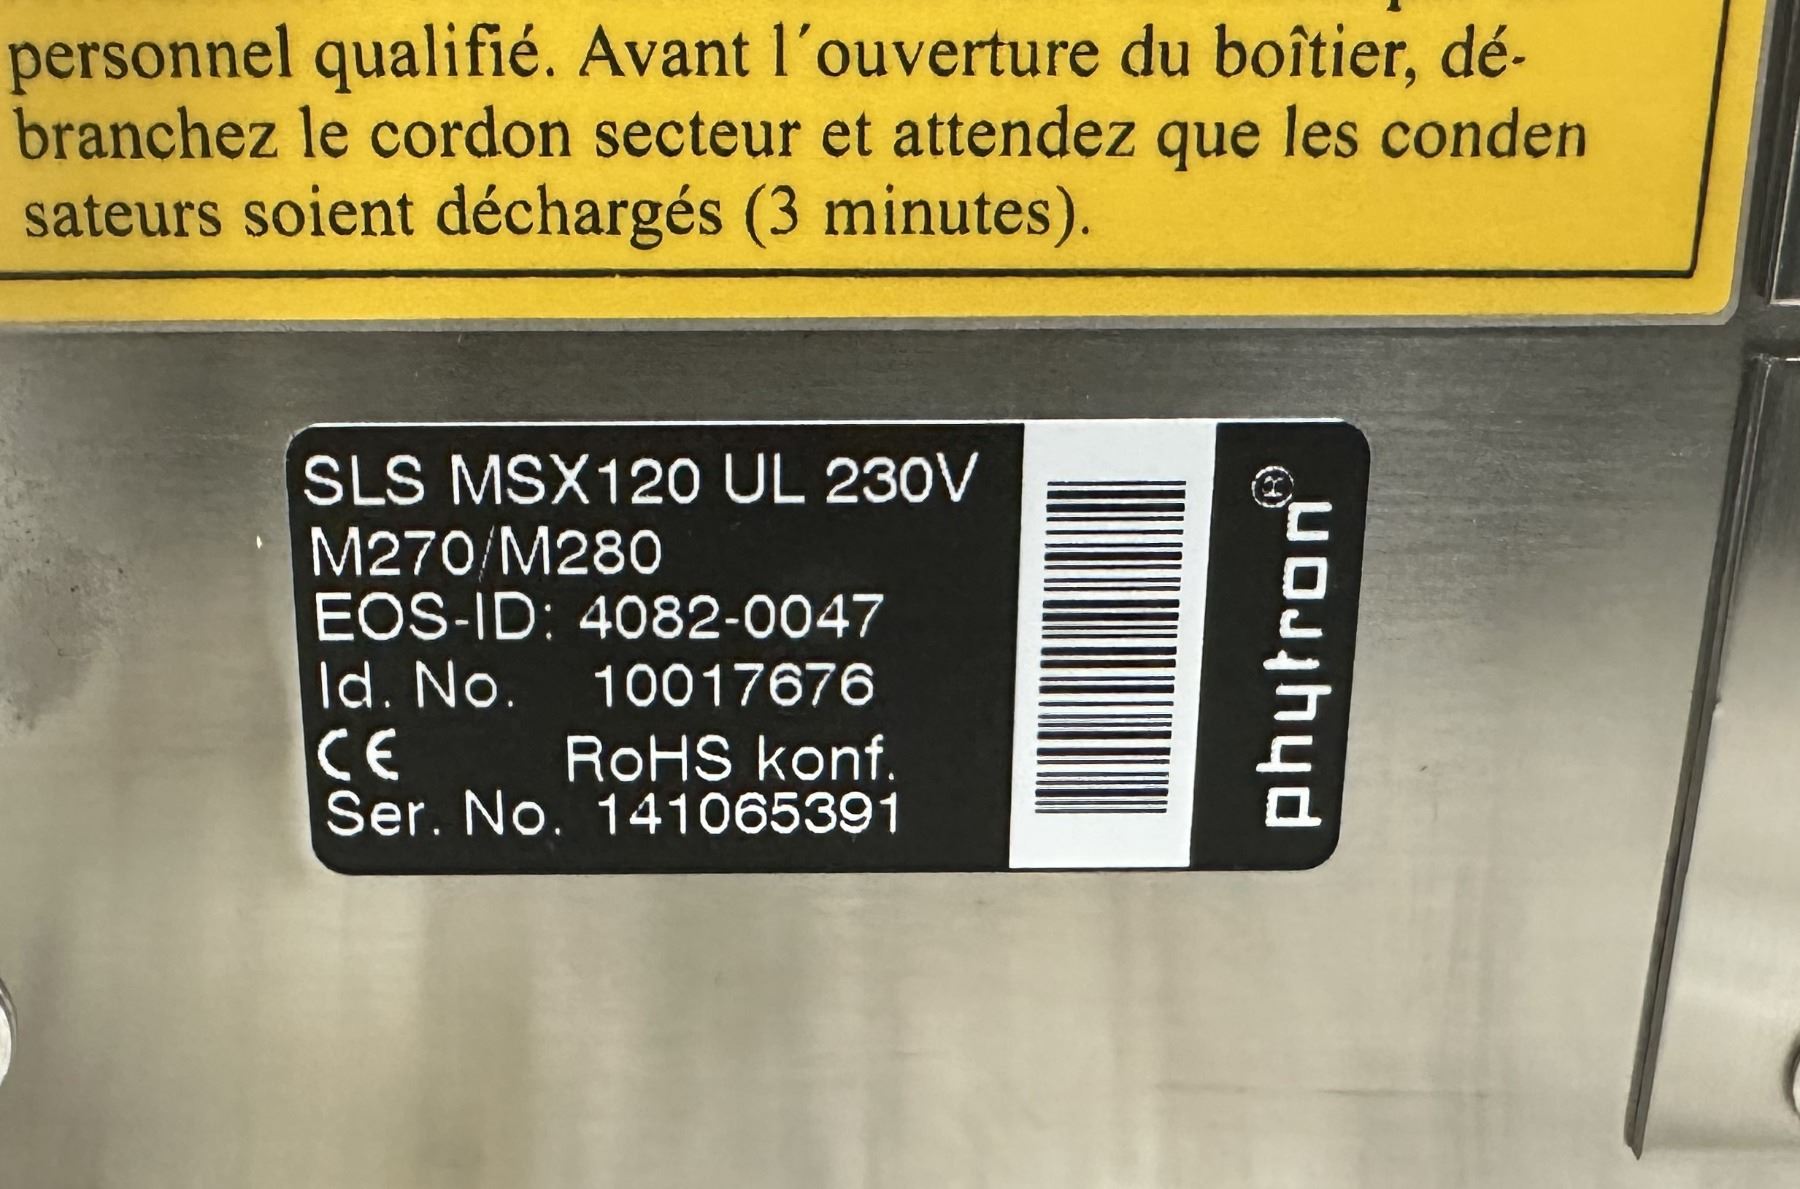 personnel qualifié. Avant l´ouverture du boîtier, dé-
branchez le cordon secteur et attendez que les conden
sateurs soient déchargés (3 minutes).
SLS MSX120 UL 230V
M270/M280
EOS-ID: 4082-0047
Id. No. 10017676
CE RoHS konf.
Ser. No. 141065391
phytron®